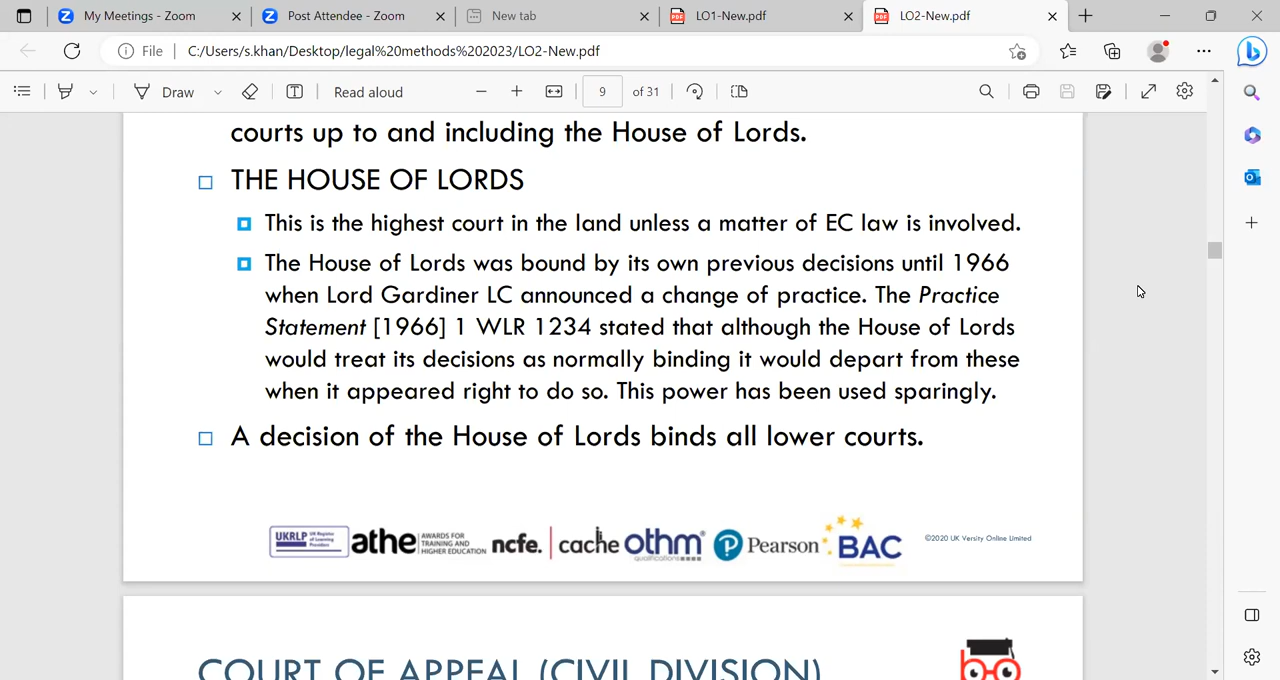 My Meetings - Zoom
Post Attendee - Zoom
New tab
LO1-New.pdf
LO2-New.pdf
File
C:/Users/s.khan/Desktop/legal%20methods%202023/LO2-New.pdf
Draw
Read aloud
9
of 31
courts up to and including the House of Lords.
THE HOUSE OF LORDS
This is the highest court in the land unless a matter of EC law is involved.
The House of Lords was bound by its own previous decisions until 1966
when Lord Gardiner LC announced a change of practice. The Practice
Statement [1966] 1 WLR 1234 stated that although the House of Lords
would treat its decisions as normally binding it would depart from these
when it appeared right to do so. This power has been used sparingly.
A decision of the House of Lords binds all lower courts.
UKRLP UK Register of Learning Providers
athe AWARDS FOR TRAINING AND HIGHER EDUCATION
ncfe.
cache
othm qualifications
Pearson
BAC
©2020 UK Versity Online Limited
COURT OF APPEAL (CIVIL DIVISION)